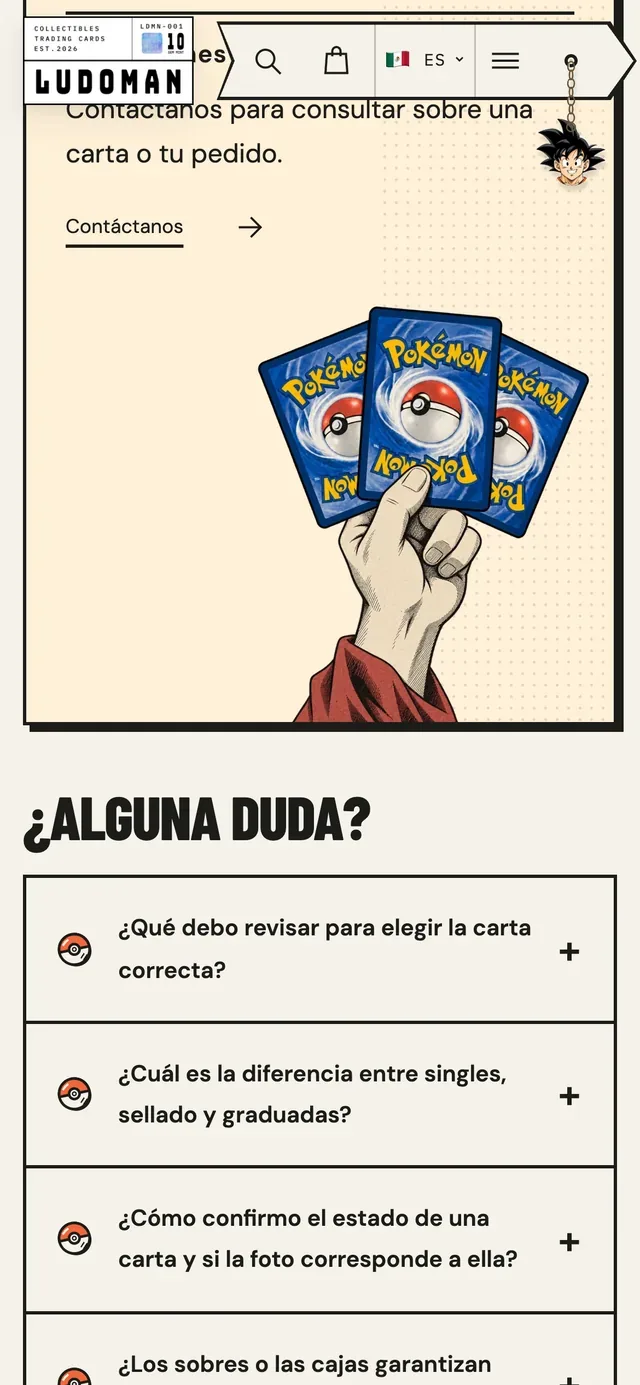 COLLECTIBLES
TRADING CARDS
EST.2026
LDMN-001
10
GEM MINT
LUDOMAN
ES
Contáctanos para consultar sobre una
carta o tu pedido.
Contáctanos
POKéMON
POKéMON
POKéMON
POKéMON
¿ALGUNA DUDA?
¿Qué debo revisar para elegir la carta
correcta?
¿Cuál es la diferencia entre singles,
sellado y graduadas?
¿Cómo confirmo el estado de una
carta y si la foto corresponde a ella?
¿Los sobres o las cajas garantizan